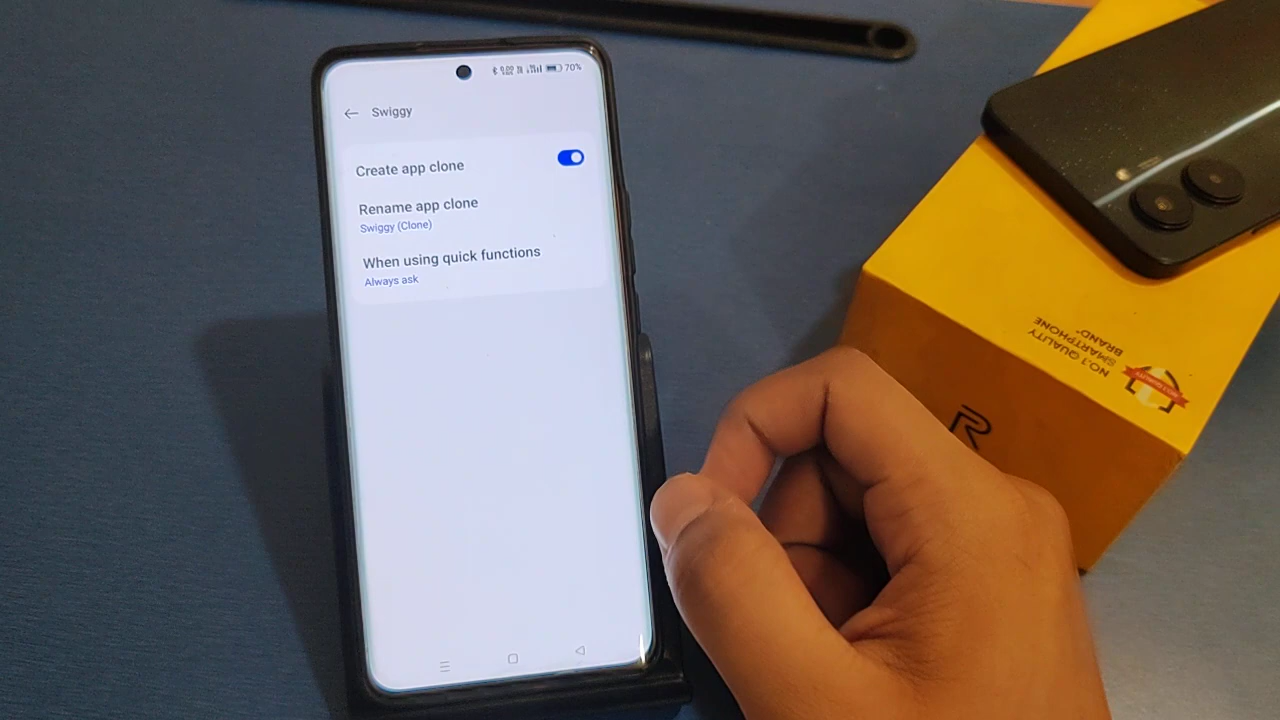 70%
Swiggy
Create app clone
Rename app clone
Swiggy (Clone)
When using quick functions
Always ask
NO.1 QUALITY
SMARTPHONE
BRAND*
R